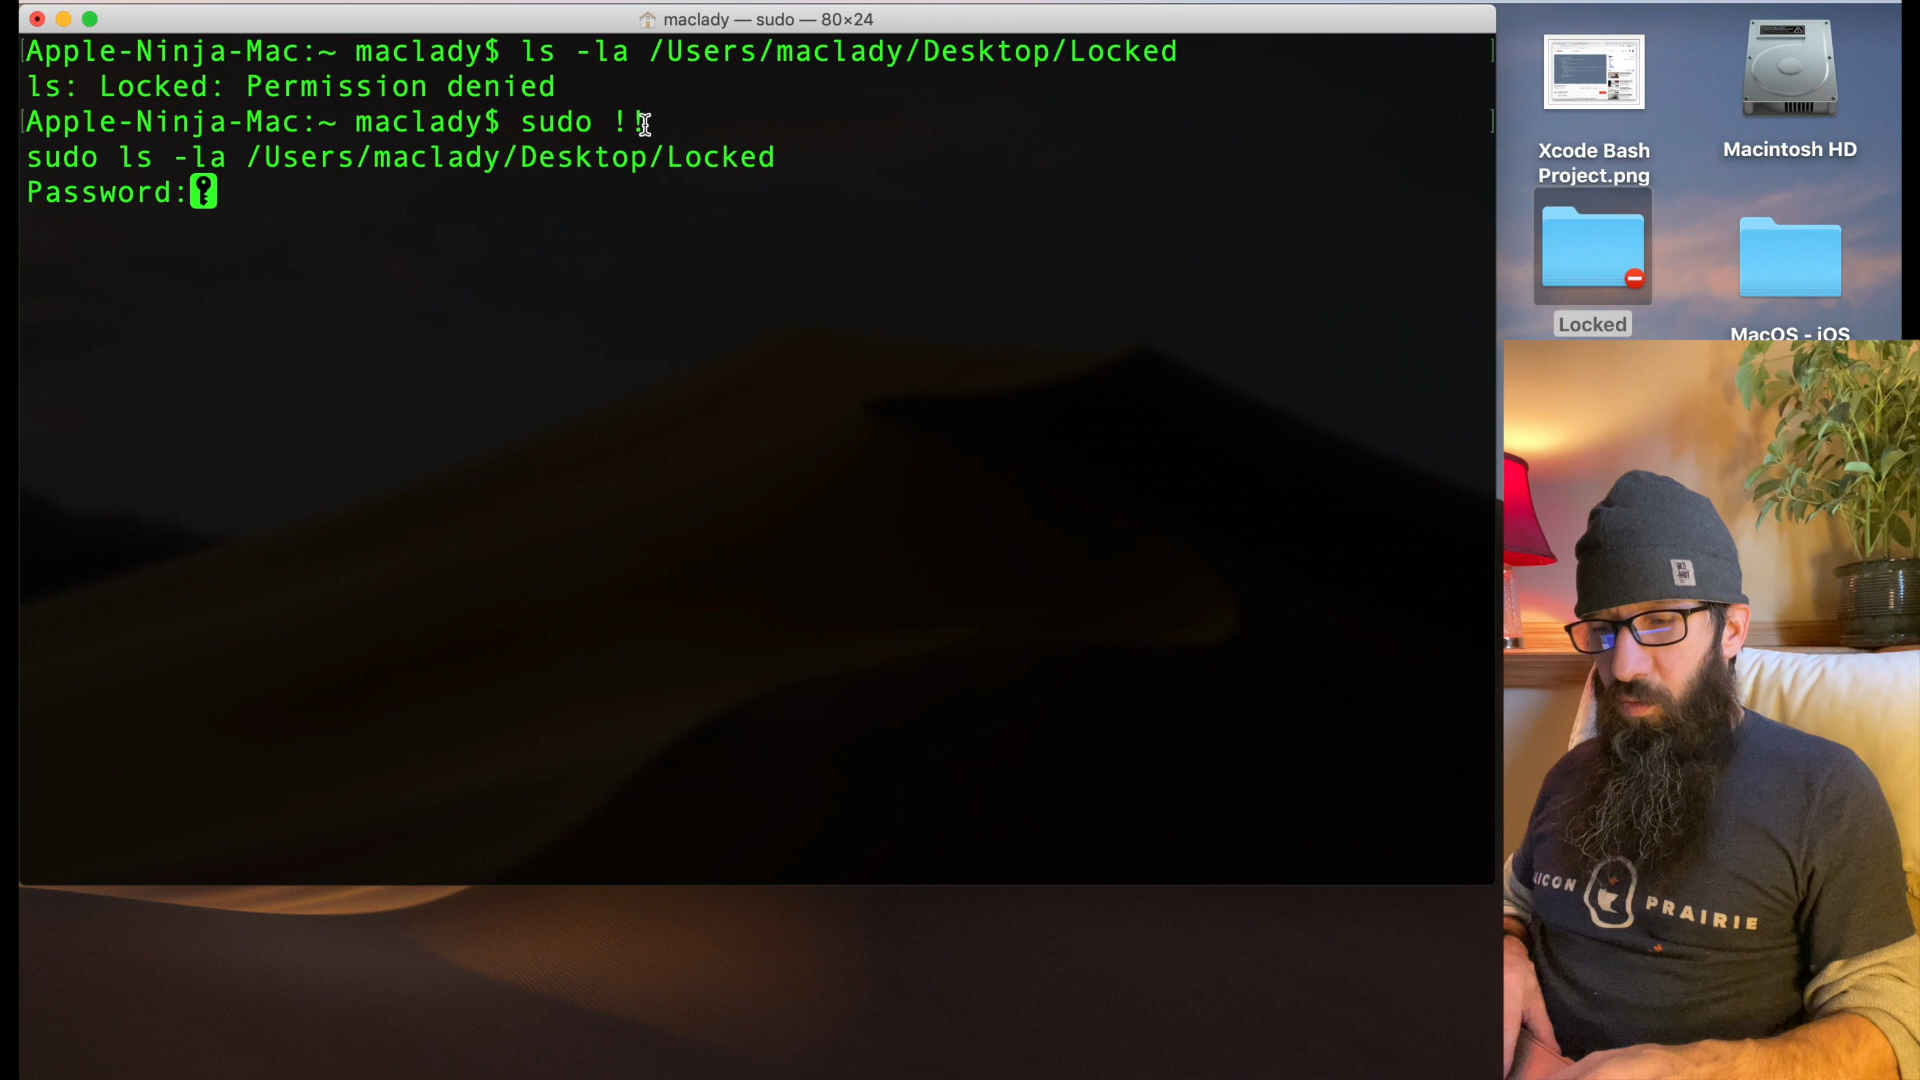 maclady — sudo — 80×24
Apple-Ninja-Mac:~ maclady$ ls -la /Users/maclady/Desktop/Locked
ls: Locked: Permission denied
Apple-Ninja-Mac:~ maclady$ sudo !!
sudo ls -la /Users/maclady/Desktop/Locked
Password:
Xcode Bash
Project.png
Macintosh HD
Locked
MacOS - iOS
PRAIRIE